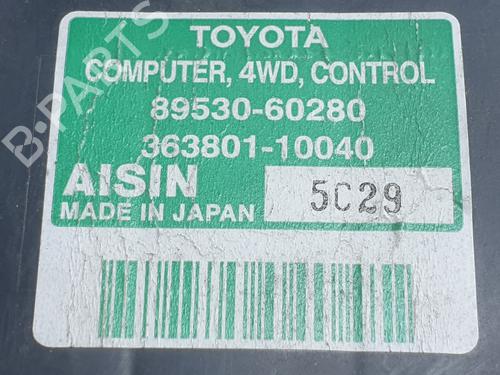 TOYOTA
COMPUTER, 4WD, CONTROL
89530-60280
363801-10040
AISIN
MADE IN JAPAN
5C29
B-PARTS